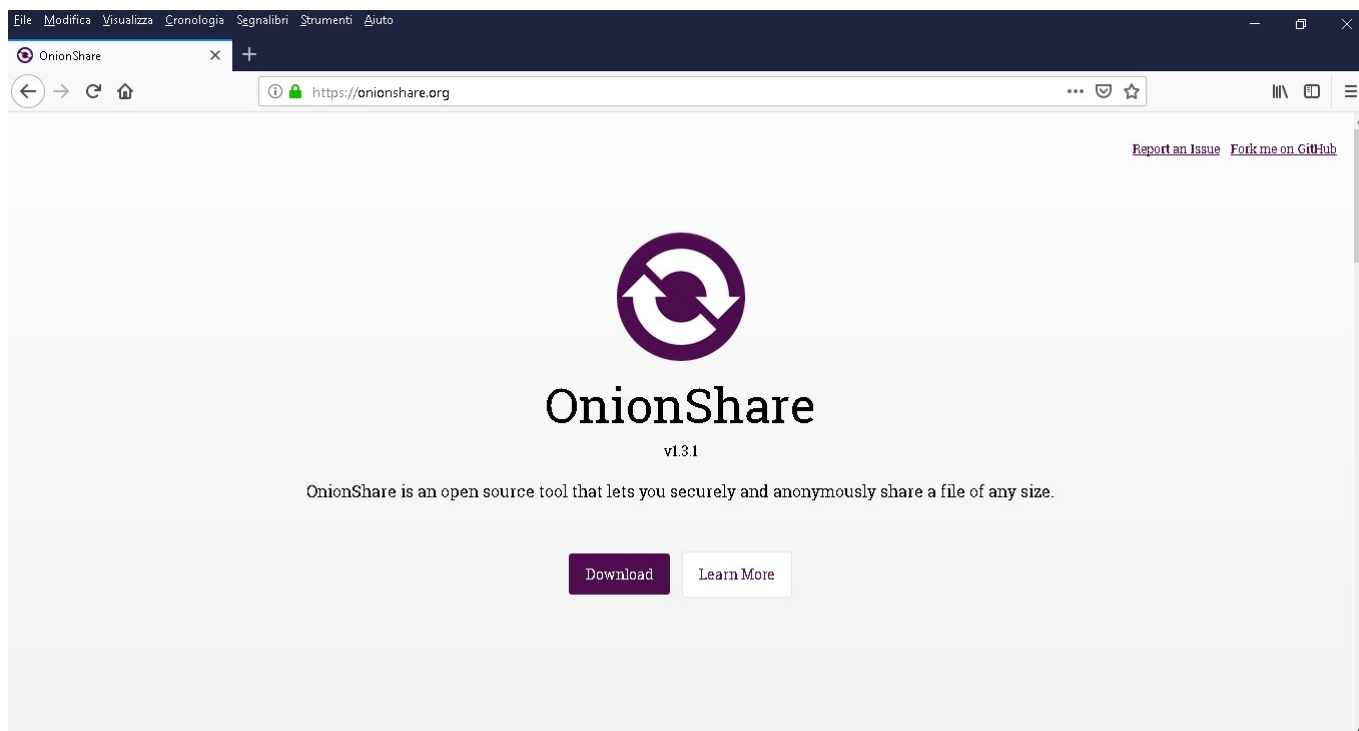 File Modifica Visualizza Cronologia Segnalibri Strumenti Aiuto
OnionShare
https://onionshare.org
Report an Issue Fork me on GitHub
OnionShare
v1.3.1
OnionShare is an open source tool that lets you securely and anonymously share a file of any size.
Download Learn More